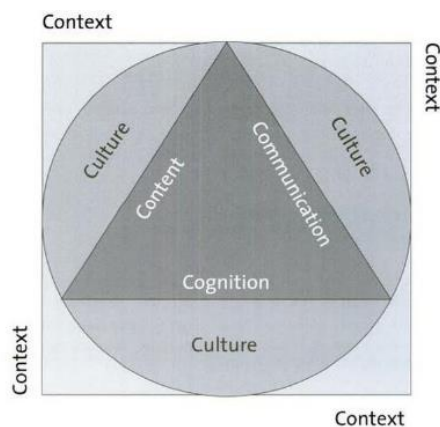 Context
Context
Culture
Culture
Content
Communication
Cognition
Culture
Context
Context